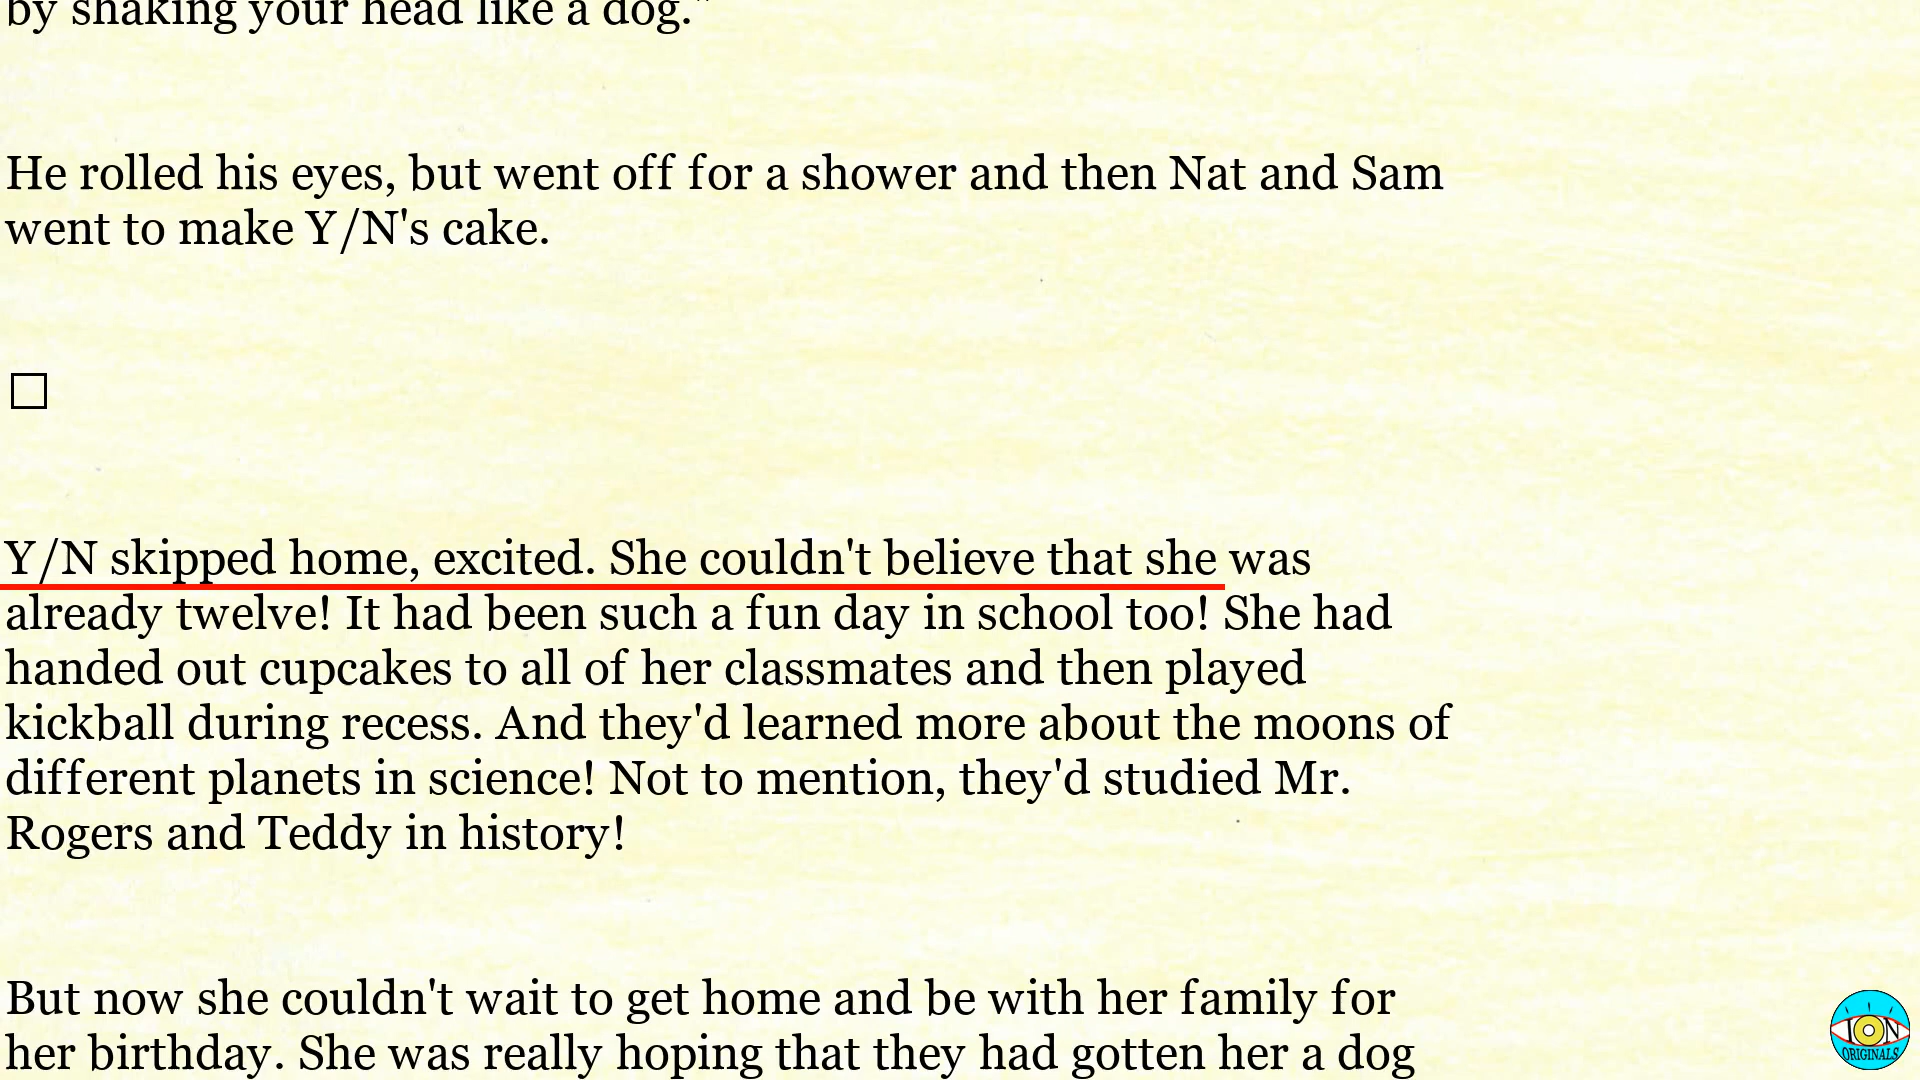 by shaking your head like a dog."
He rolled his eyes, but went off for a shower and then Nat and Sam
went to make Y/N's cake.
Y/N skipped home, excited. She couldn't believe that she was
already twelve! It had been such a fun day in school too! She had
handed out cupcakes to all of her classmates and then played
kickball during recess. And they'd learned more about the moons of
different planets in science! Not to mention, they'd studied Mr.
Rogers and Teddy in history!
But now she couldn't wait to get home and be with her family for
her birthday. She was really hoping that they had gotten her a dog
ION
ORIGINALS